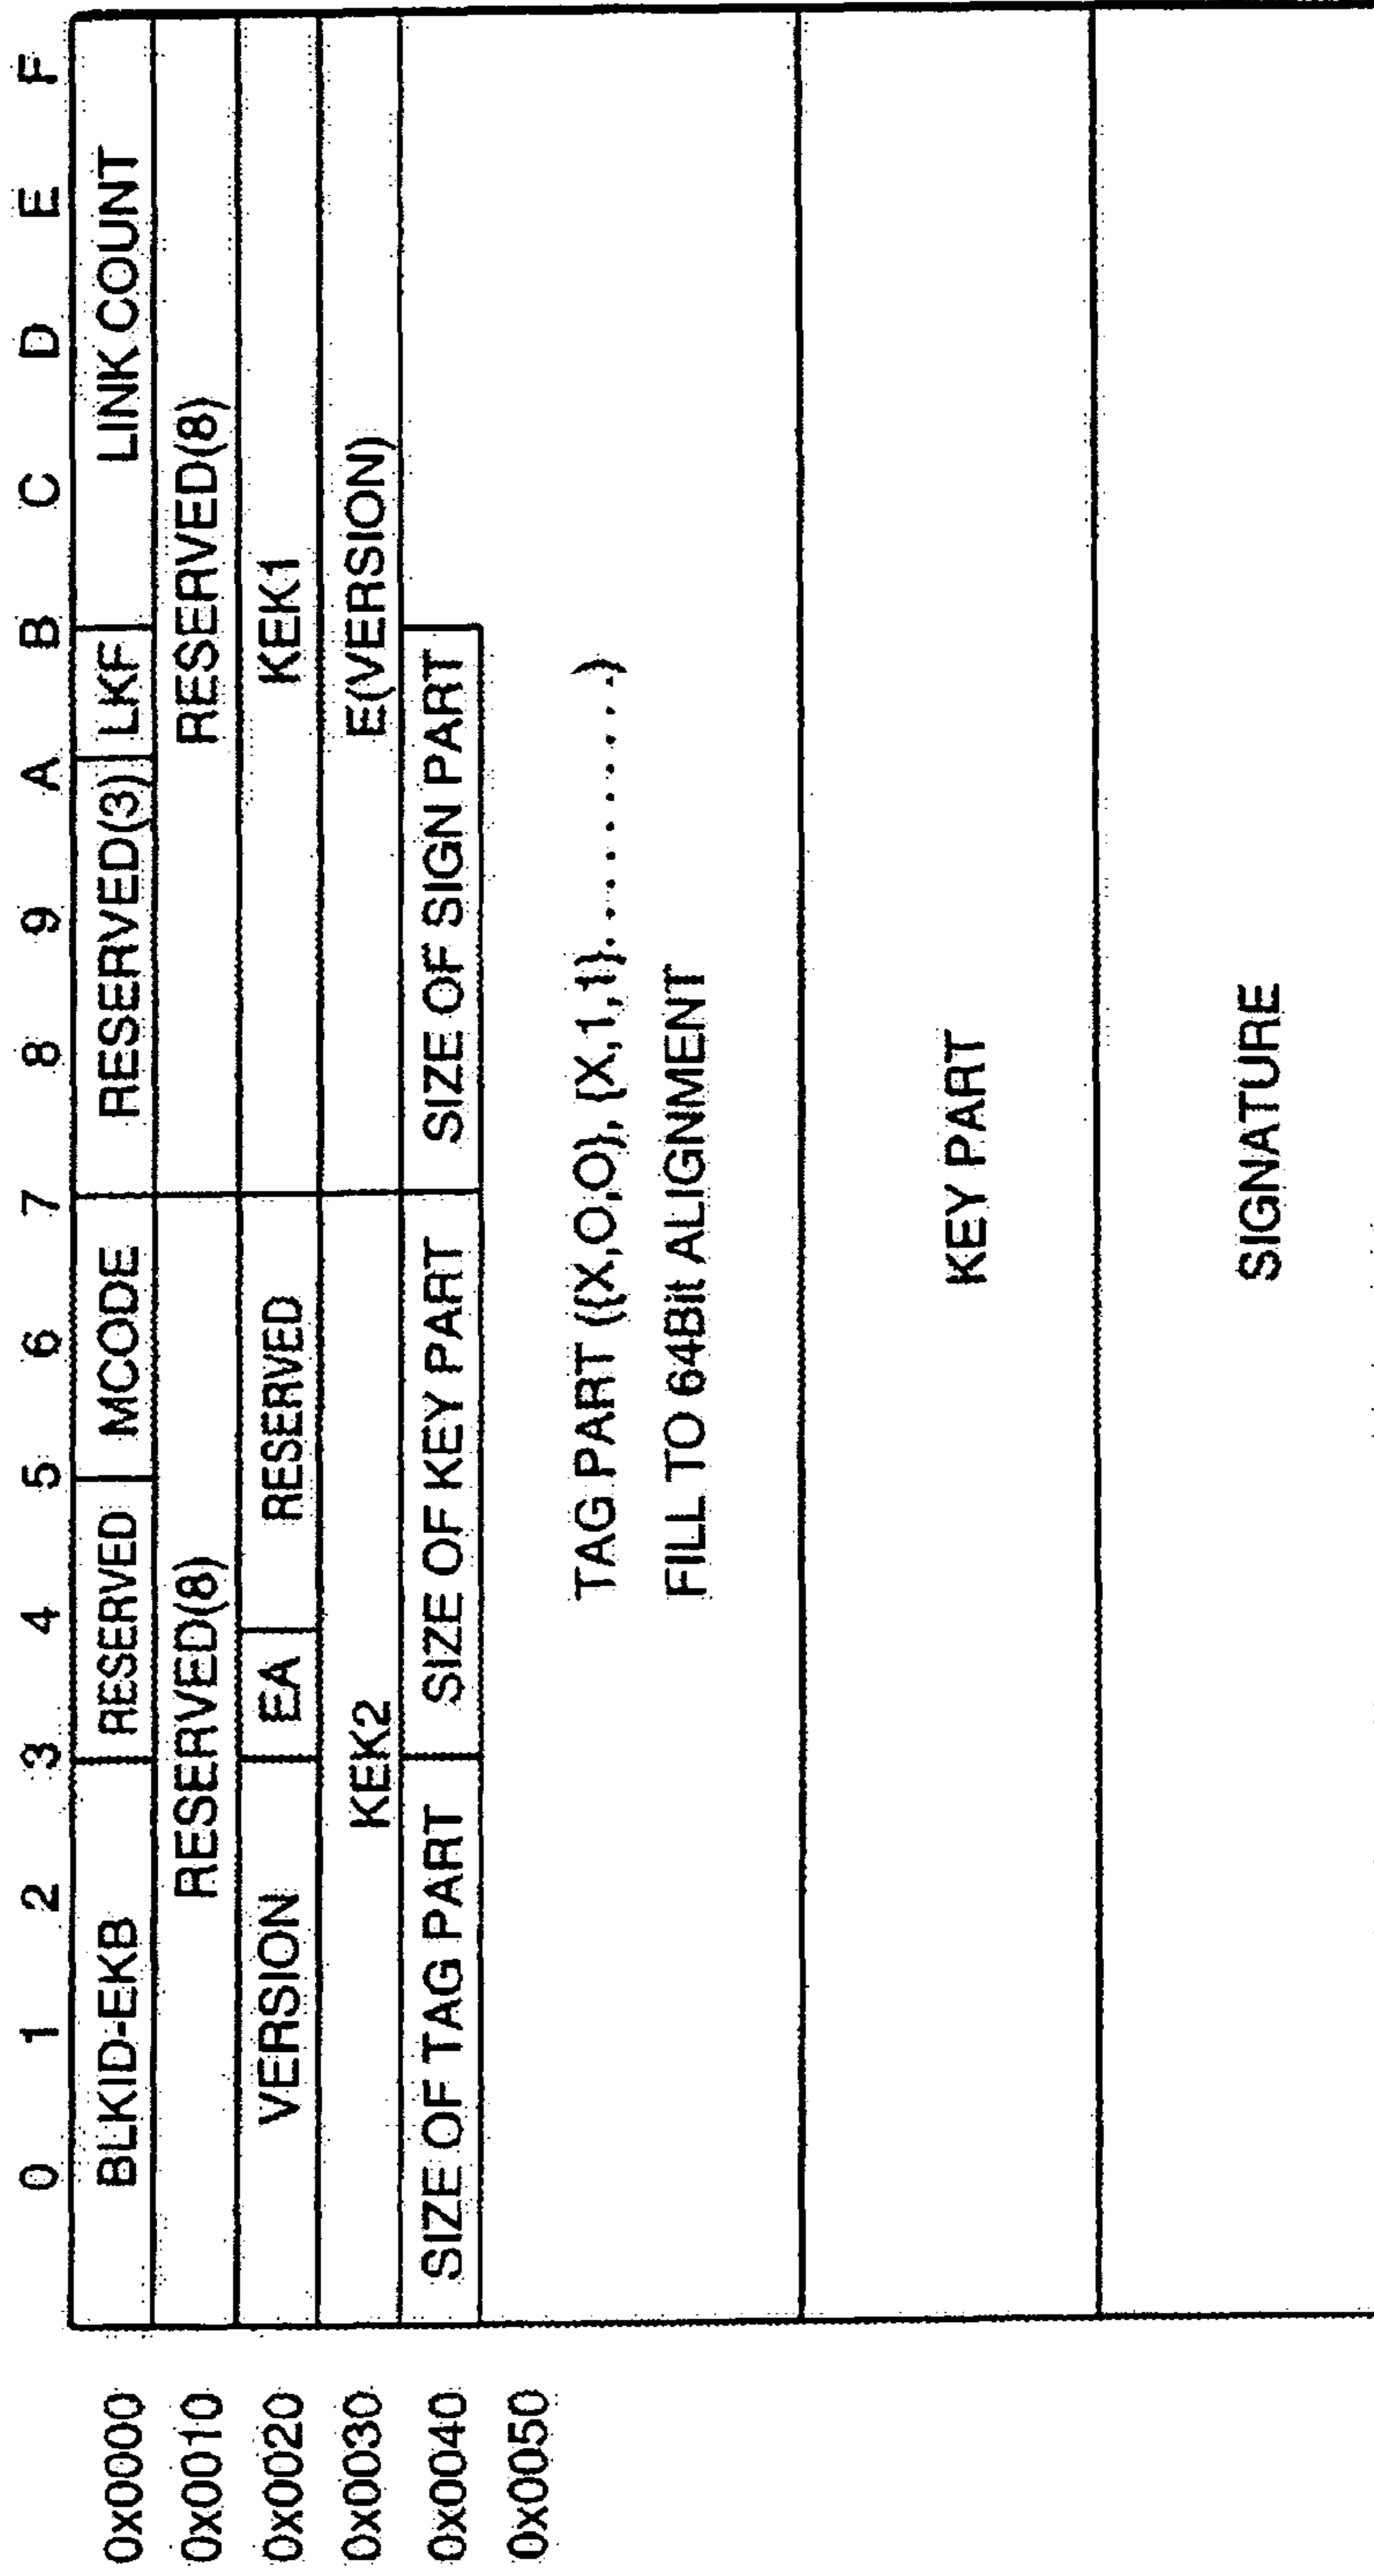 0 1 2 3 4 5 6 7 8 9 A B C D E F
0x0000 BLKID-EKB RESERVED MCODE RESERVED(3) LKF LINK COUNT
0x0010 RESERVED(8) RESERVED(8)
0x0020 VERSION EA RESERVED KEK1
0x0030 KEK2 E(VERSION)
0x0040 SIZE OF TAG PART SIZE OF KEY PART SIZE OF SIGN PART
0x0050
TAG PART ({X,O,O}, {X,1,1}.........)
FILL TO 64Bit ALIGNMENT
KEY PART
SIGNATURE